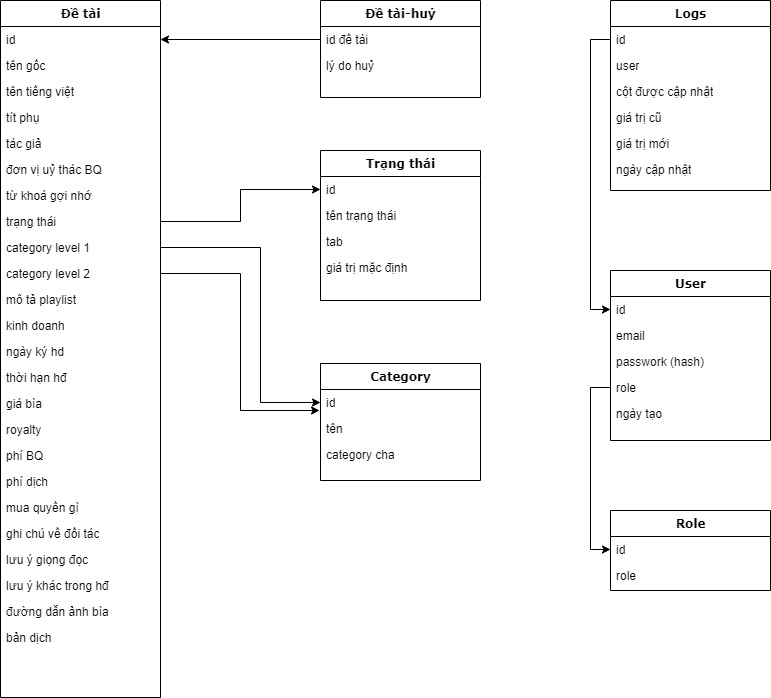 Đề tài
id
tên gốc
tên tiếng việt
tít phụ
tác giả
đơn vị uỷ thác BQ
từ khoá gợi nhớ
trạng thái
category level 1
category level 2
mô tả playlist
kinh doanh
ngày ký hd
thời hạn hđ
giá bìa
royalty
phí BQ
phí dịch
mua quyền gì
ghi chú về đối tác
lưu ý giọng đọc
lưu ý khác trong hđ
đường dẫn ảnh bìa
bản dịch
Đề tài-huỷ
id đề tài
lý do huỷ
Trạng thái
id
tên trạng thái
tab
giá trị mặc định
Category
id
tên
category cha
Logs
id
user
cột được cập nhật
giá trị cũ
giá trị mới
ngày cập nhật
User
id
email
passwork (hash)
role
ngày tạo
Role
id
role